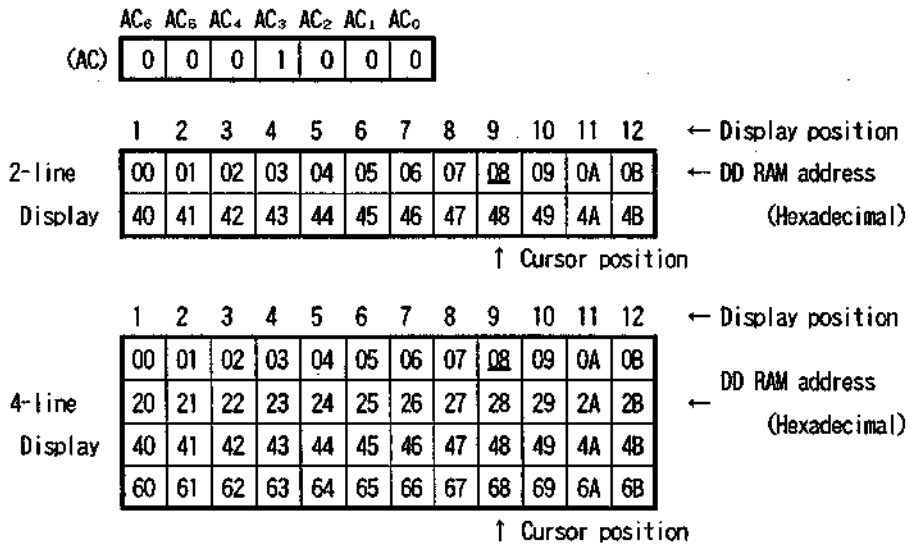 AC₆ AC₅ AC₄ AC₃ AC₂ AC₁ AC₀
(AC) 0 0 0 1 0 0 0
1 2 3 4 5 6 7 8 9 10 11 12 ← Display position
2-line 00 01 02 03 04 05 06 07 08 09 0A 0B ← DD RAM address
Display 40 41 42 43 44 45 46 47 48 49 4A 4B (Hexadecimal)
↑ Cursor position
1 2 3 4 5 6 7 8 9 10 11 12 ← Display position
00 01 02 03 04 05 06 07 08 09 0A 0B
DD RAM address
4-line 20 21 22 23 24 25 26 27 28 29 2A 2B ←
(Hexadecimal)
Display 40 41 42 43 44 45 46 47 48 49 4A 4B
60 61 62 63 64 65 66 67 68 69 6A 6B
↑ Cursor position